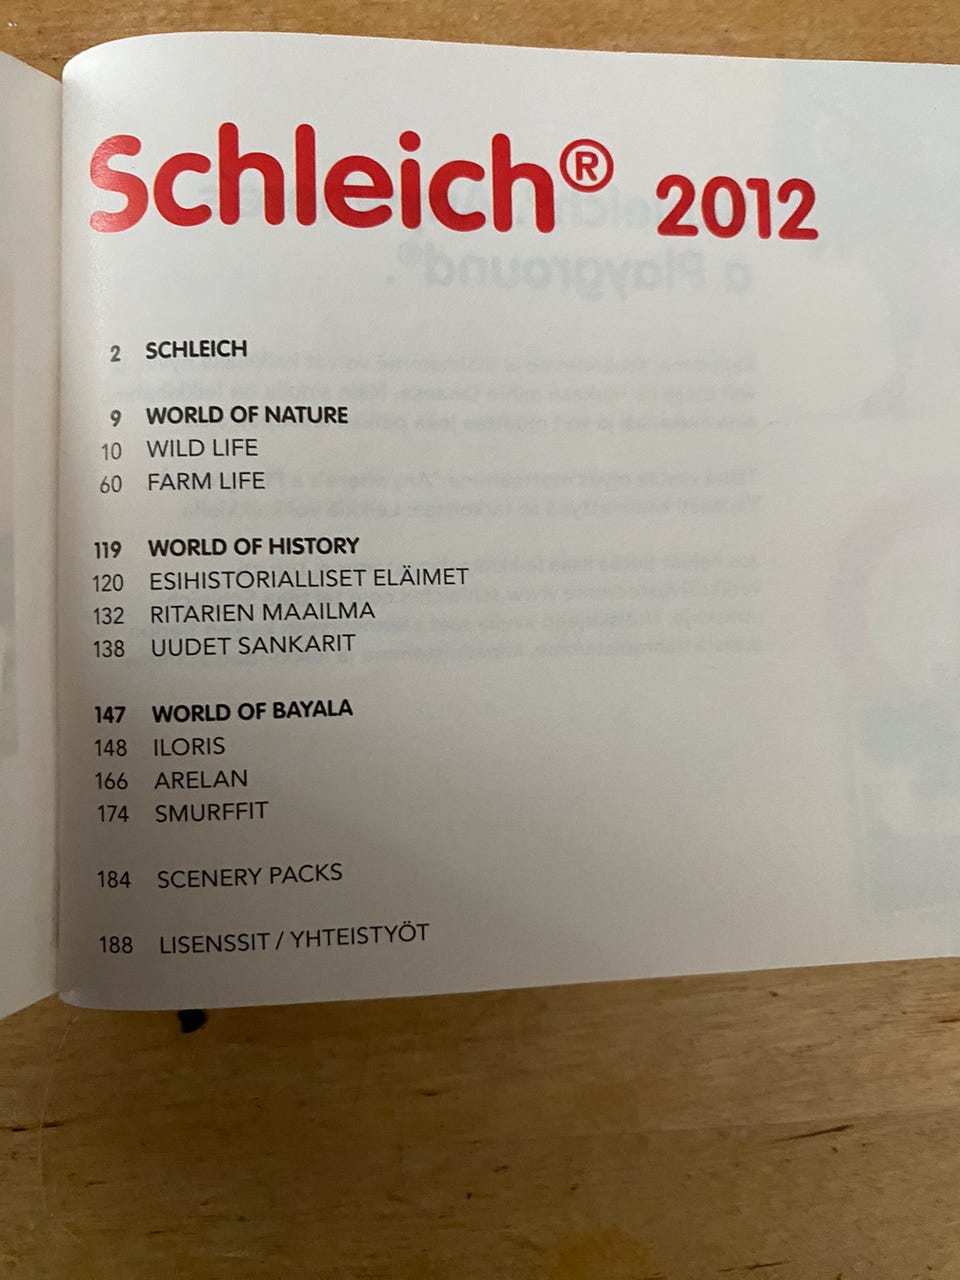 Schleich® 2012
2 SCHLEICH
9 WORLD OF NATURE
10 WILD LIFE
60 FARM LIFE
119 WORLD OF HISTORY
120 ESIHISTORIALLISET ELÄIMET
132 RITARIEN MAAILMA
138 UUDET SANKARIT
147 WORLD OF BAYALA
148 ILORIS
166 ARELAN
174 SMURFFIT
184 SCENERY PACKS
188 LISENSSIT / YHTEISTYÖT